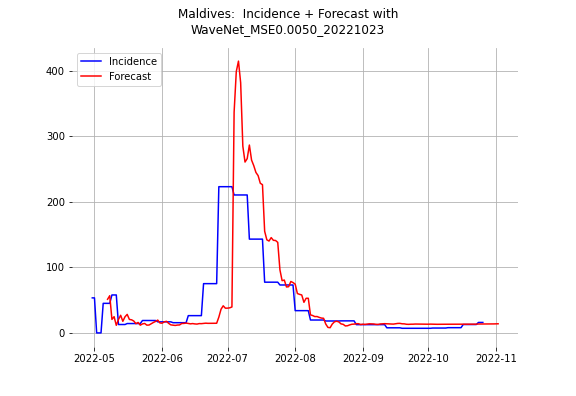 Maldives:  Incidence + Forecast with
WaveNet_MSE0.0050_20221023
Incidence
Forecast
400
300
200
100
0
2022-05 2022-06 2022-07 2022-08 2022-09 2022-10 2022-11